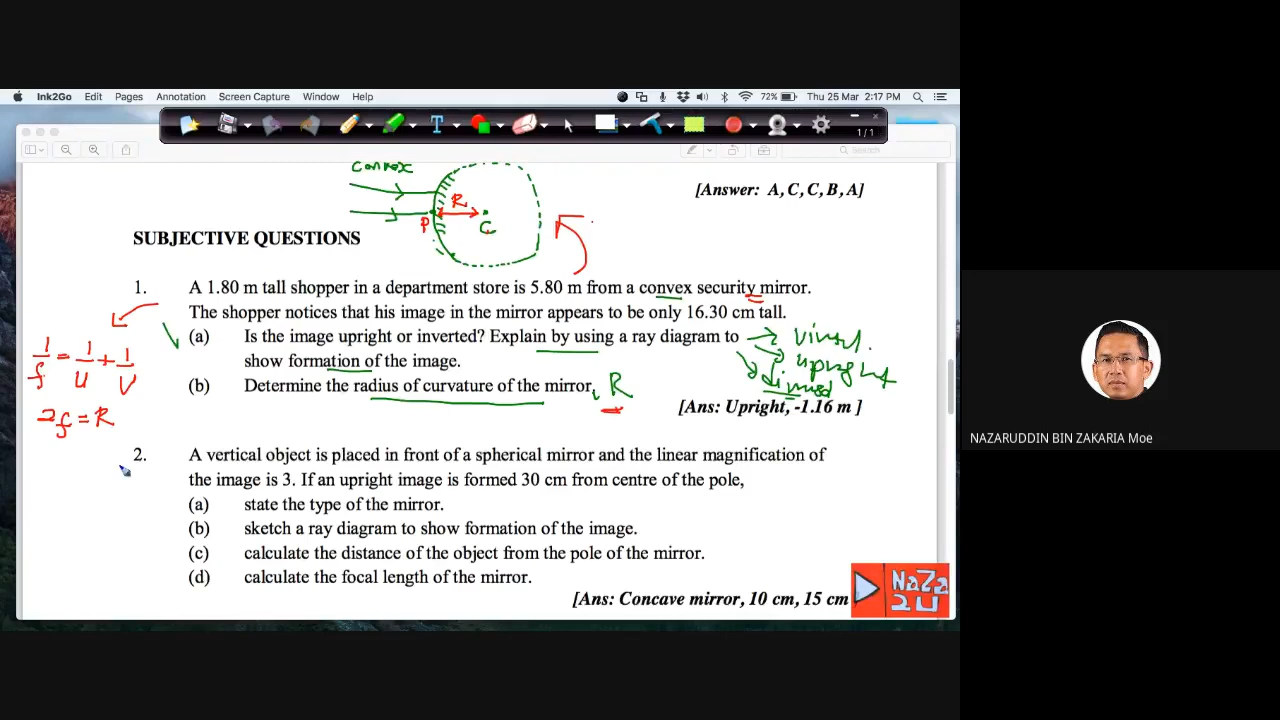 Ink2Go Edit Pages Annotation Screen Capture Window Help 72% Thu 25 Mar 2:17 PM
1/1
Search
convex
R
P
C
[Answer: A, C, C, B, A]
SUBJECTIVE QUESTIONS
1. A 1.80 m tall shopper in a department store is 5.80 m from a convex security mirror.
The shopper notices that his image in the mirror appears to be only 16.30 cm tall.
(a) Is the image upright or inverted? Explain by using a ray diagram to
show formation of the image.
(b) Determine the radius of curvature of the mirror, R
upright
1/f = 1/u + 1/v
2f = R
[Ans: Upright, -1.16 m ]
2. A vertical object is placed in front of a spherical mirror and the linear magnification of
the image is 3. If an upright image is formed 30 cm from centre of the pole,
(a) state the type of the mirror.
(b) sketch a ray diagram to show formation of the image.
(c) calculate the distance of the object from the pole of the mirror.
(d) calculate the focal length of the mirror.
[Ans: Concave mirror, 10 cm, 15 cm
NaZa
2U
NAZARUDDIN BIN ZAKARIA Moe